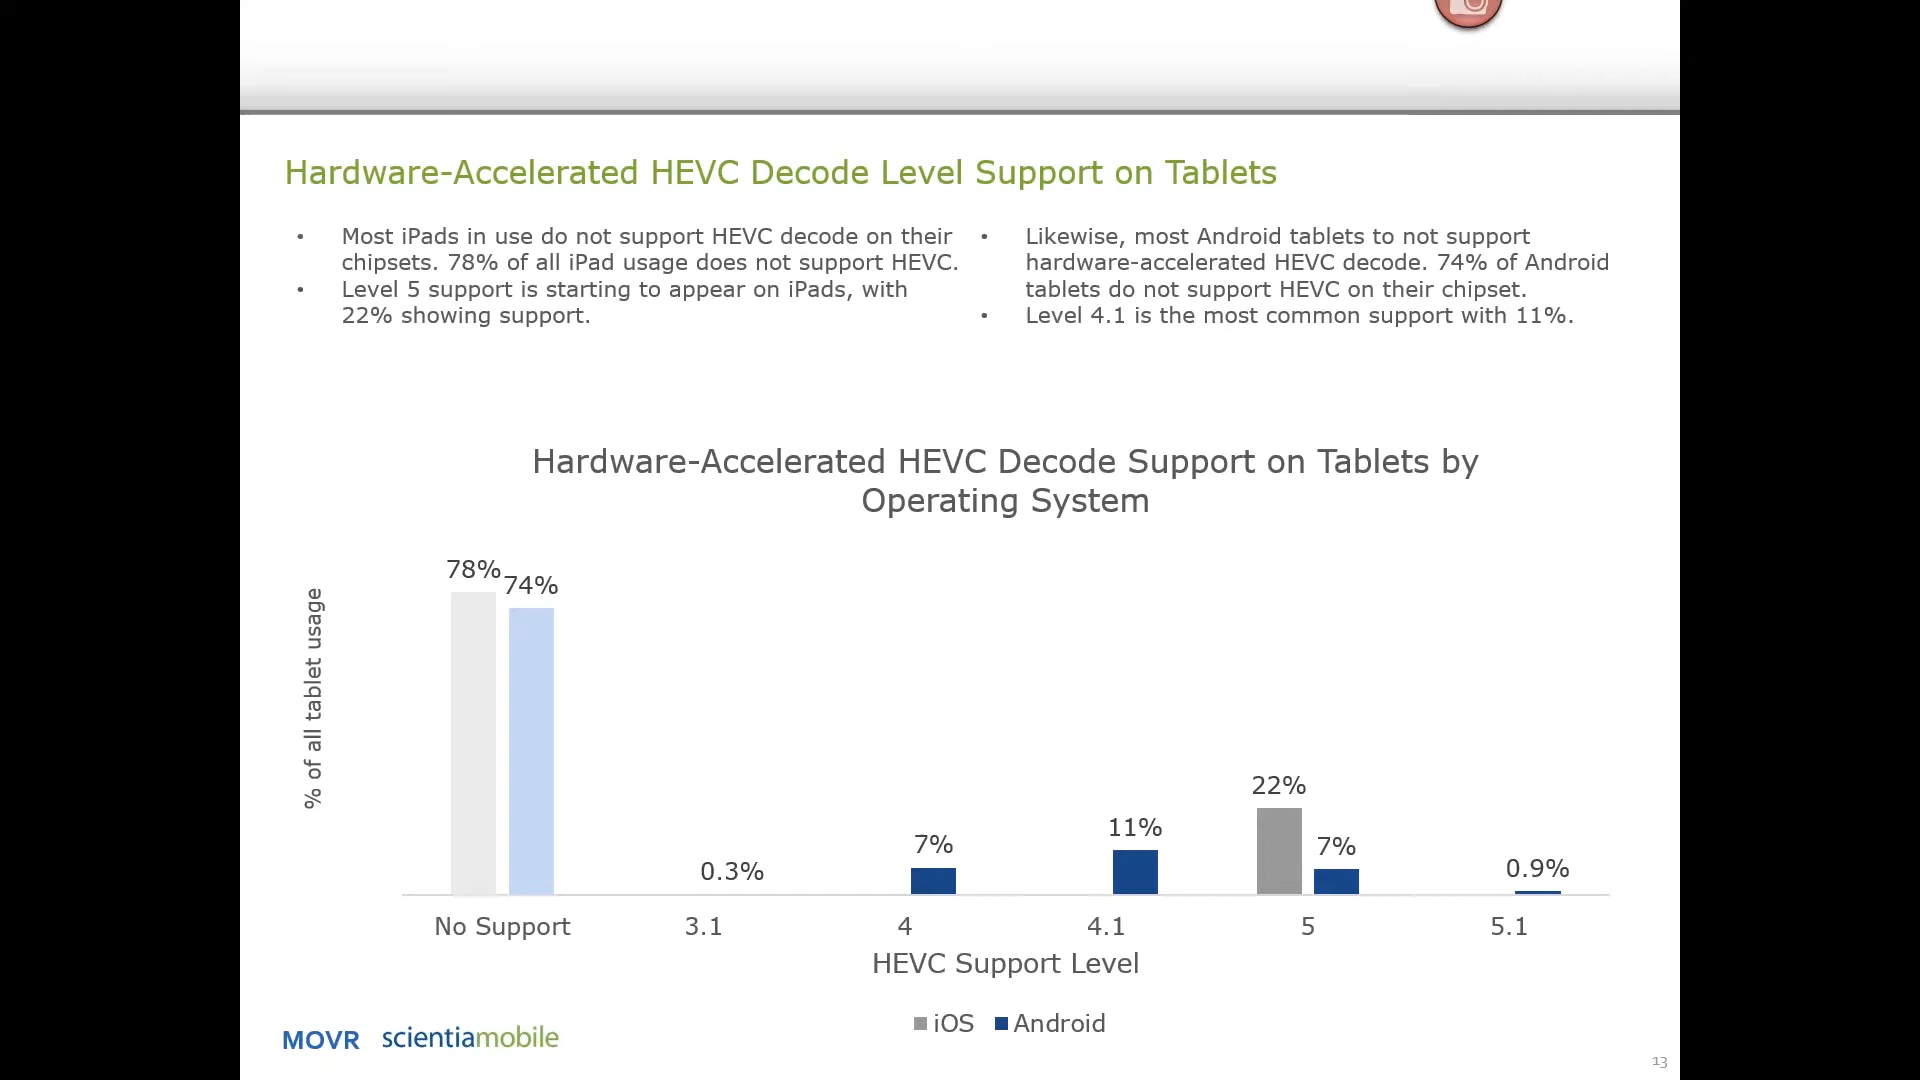 Hardware-Accelerated HEVC Decode Level Support on Tablets
• Most iPads in use do not support HEVC decode on their
chipsets. 78% of all iPad usage does not support HEVC.
• Level 5 support is starting to appear on iPads, with
22% showing support.
• Likewise, most Android tablets to not support
hardware-accelerated HEVC decode. 74% of Android
tablets do not support HEVC on their chipset.
• Level 4.1 is the most common support with 11%.
Hardware-Accelerated HEVC Decode Support on Tablets by
Operating System
% of all tablet usage
78%
74%
0.3%
7%
11%
22%
7%
0.9%
No Support
3.1
4
4.1
5
5.1
HEVC Support Level
iOS
Android
MOVR
scientiamobile
13